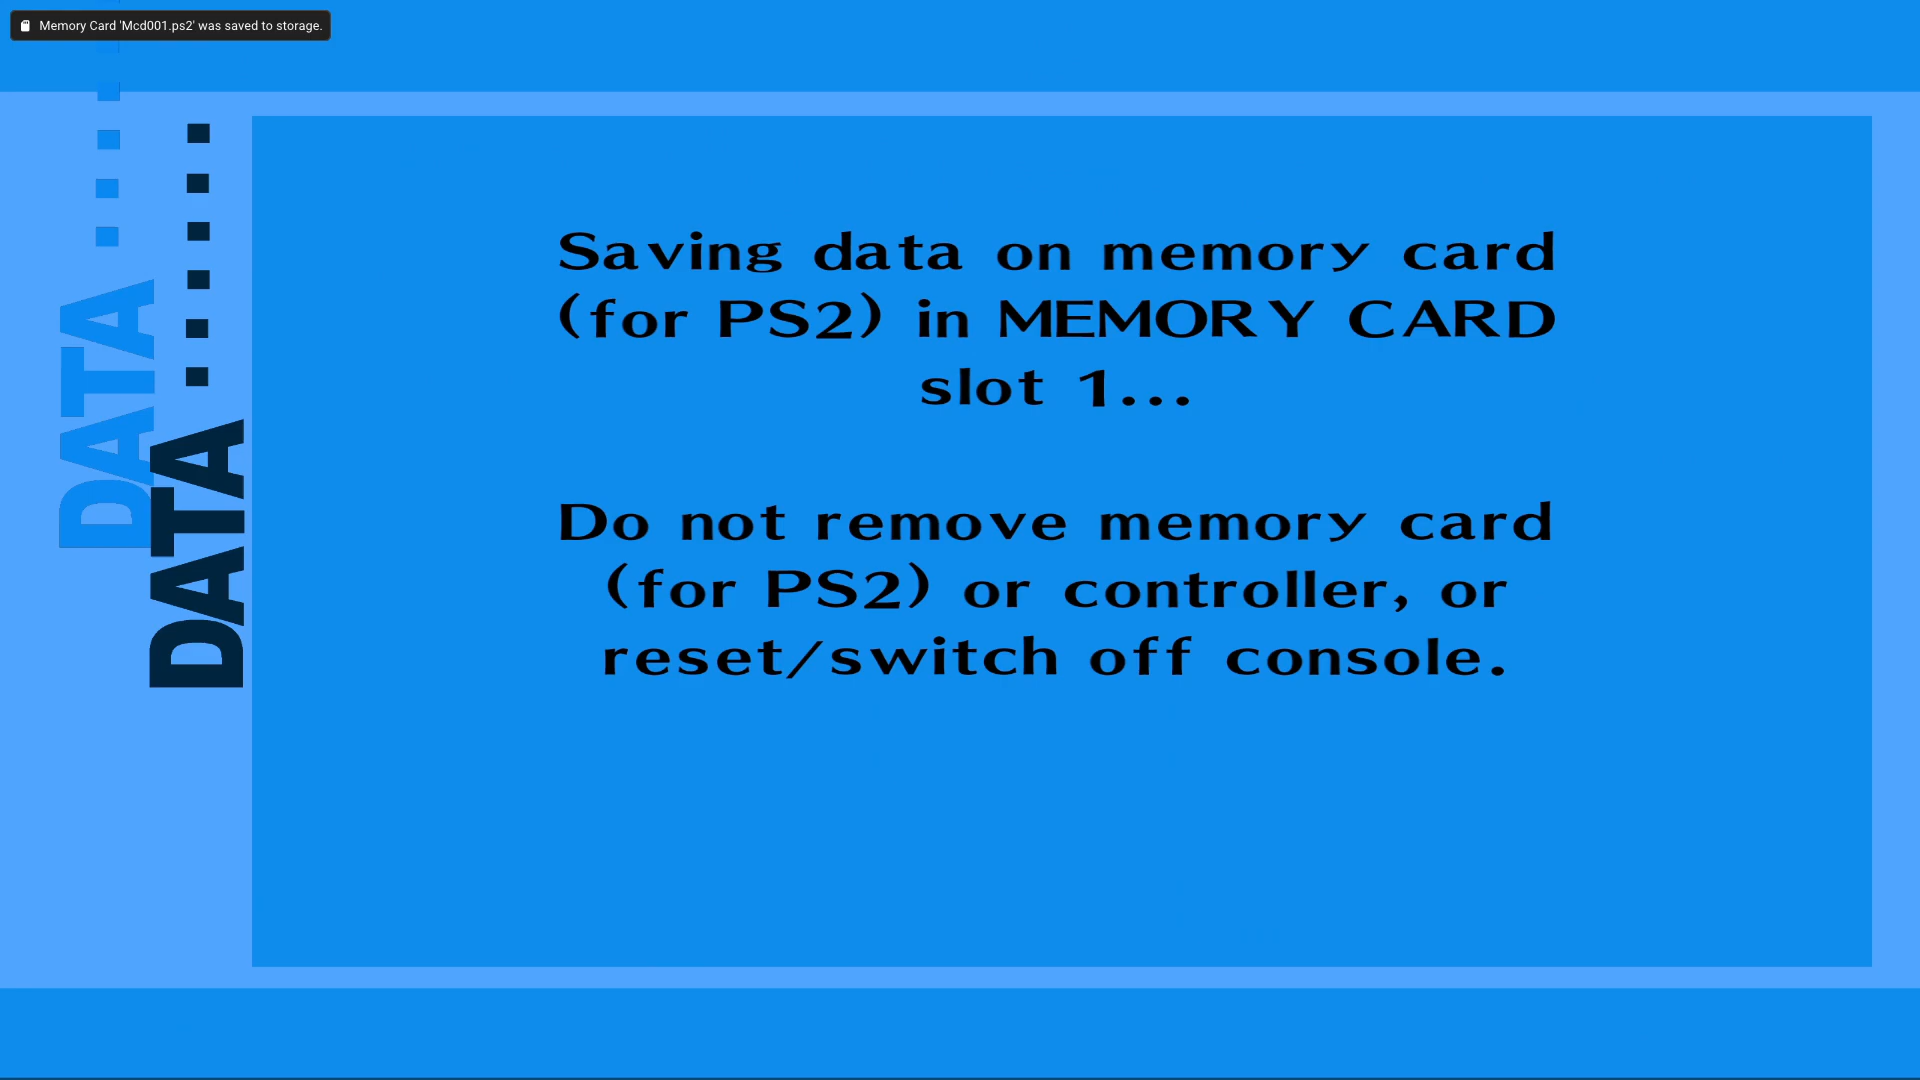 Memory Card 'Mcd001.ps2' was saved to storage.
DATA
DATA
Saving data on memory card
(for PS2) in MEMORY CARD
slot 1...
Do not remove memory card
(for PS2) or controller, or
reset/switch off console.